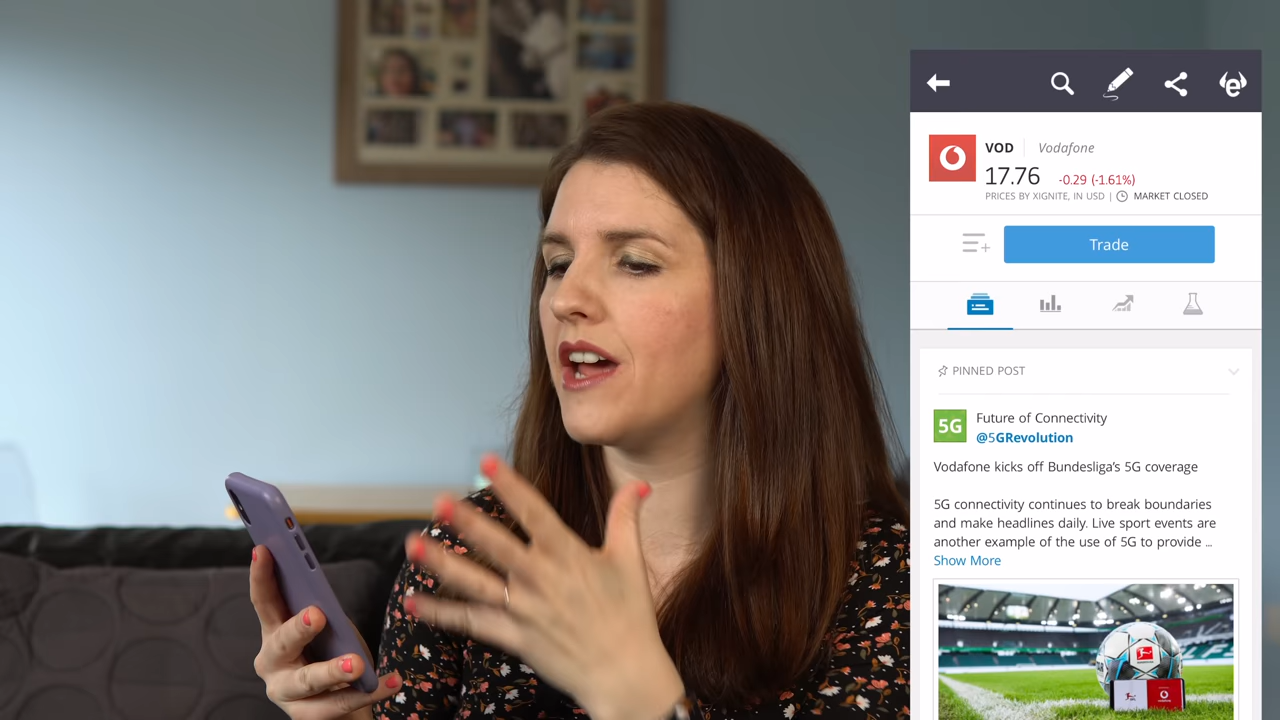 VOD
Vodafone
17.76
-0.29 (-1.61%)
PRICES BY XIGNITE, IN USD | MARKET CLOSED
Trade
PINNED POST
5G
Future of Connectivity
@5GRevolution
Vodafone kicks off Bundesliga's 5G coverage
5G connectivity continues to break boundaries
and make headlines daily. Live sport events are
another example of the use of 5G to provide ...
Show More